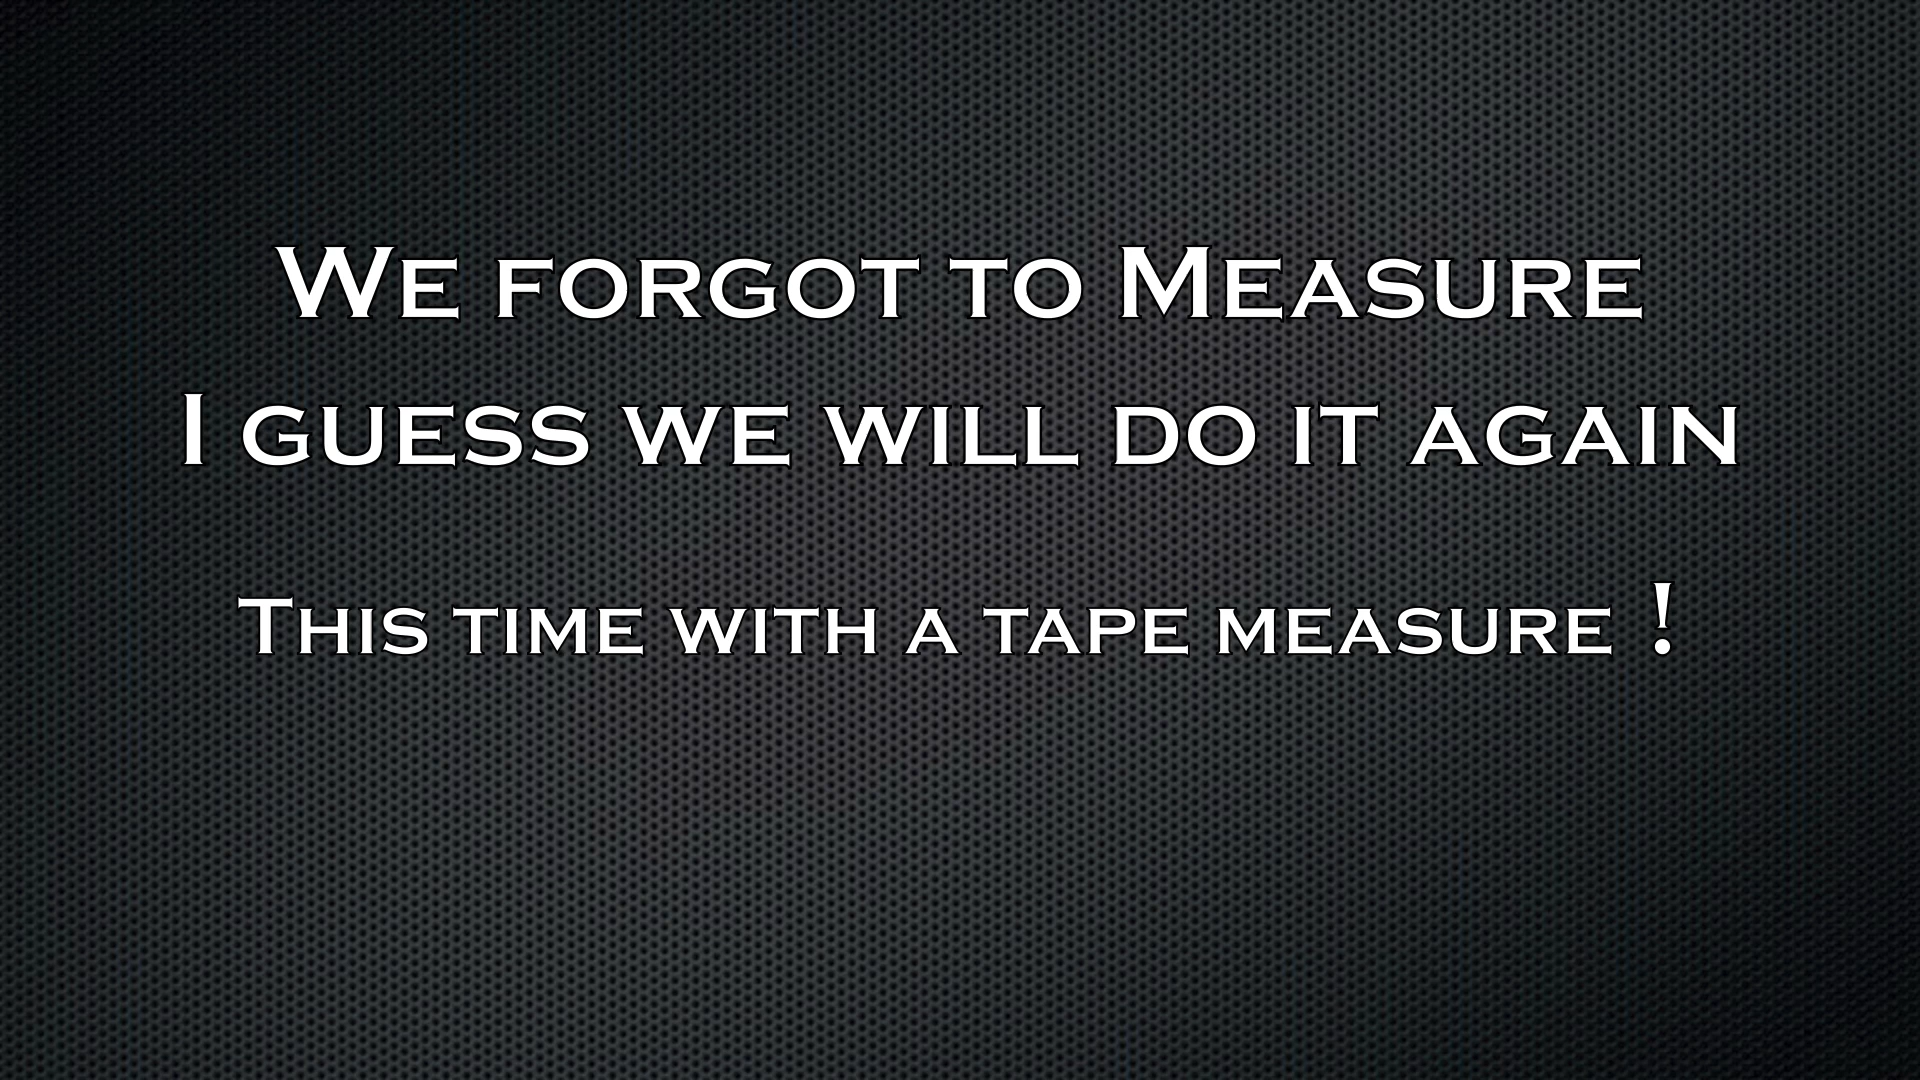 We forgot to Measure
I guess we will do it again
This time with a tape measure !